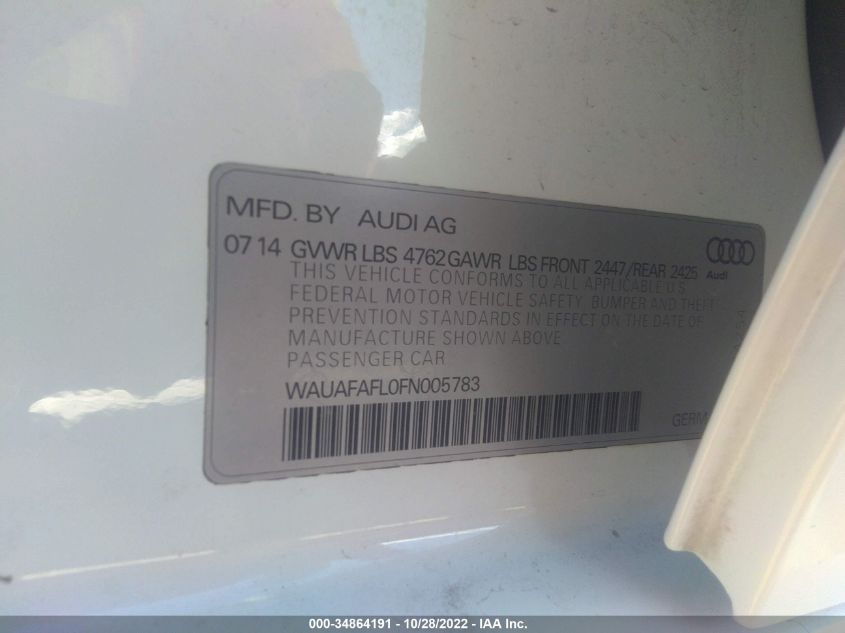 MFD. BY AUDI AG
07 14 GVWR LBS 4762 GAWR LBS FRONT 2447/REAR 2425
Audi
THIS VEHICLE CONFORMS TO ALL APPLICABLE U.S.
FEDERAL MOTOR VEHICLE SAFETY, BUMPER AND THEFT
PREVENTION STANDARDS IN EFFECT ON THE DATE OF
MANUFACTURE SHOWN ABOVE
PASSENGER CAR
WAUAFAFL0FN005783
GERM
000-34864191 - 10/28/2022 - IAA Inc.